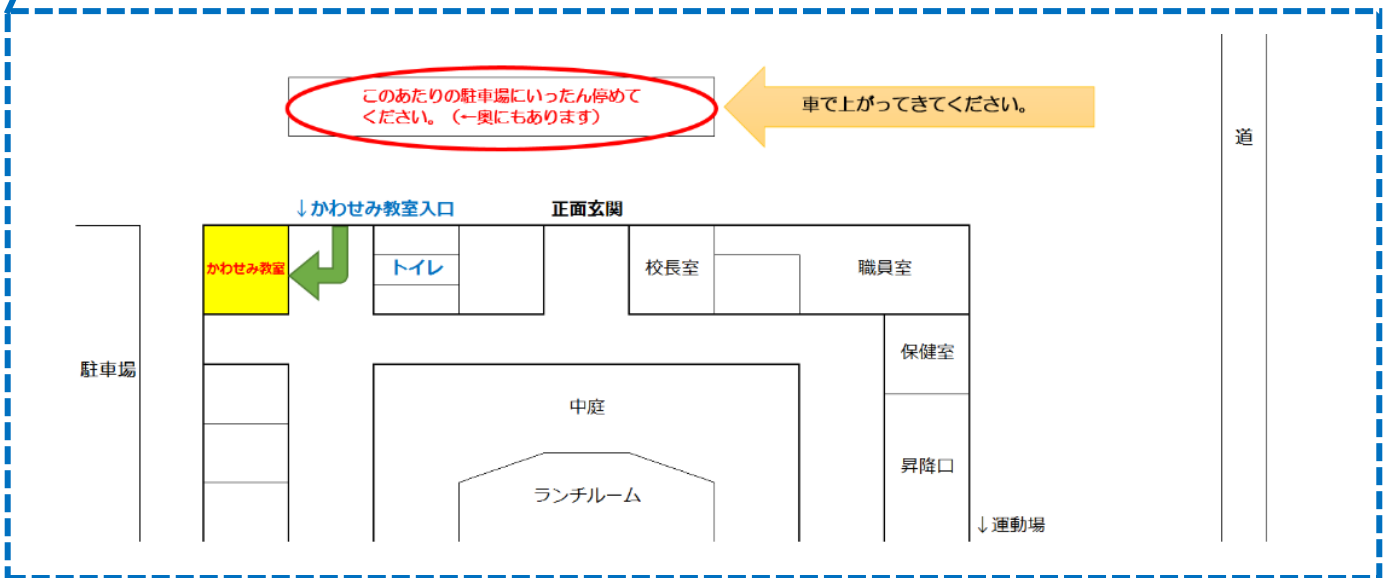 このあたりの駐車場にいったん停めて
ください。（←奥にもあります）
車で上がってきてください。
道
↓かわせみ教室入口
正面玄関
かわせみ教室
トイレ
校長室
職員室
保健室
駐車場
中庭
昇降口
ランチルーム
↓運動場